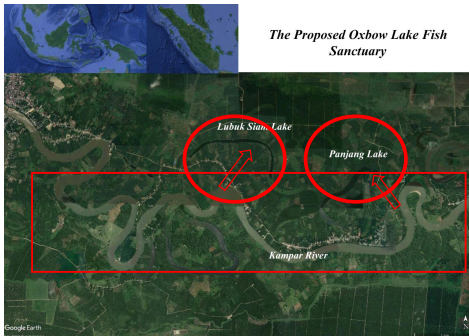 The Proposed Oxbow Lake Fish
Sanctuary
Lubuk Siam Lake
Panjang Lake
Kampar River
Google Earth